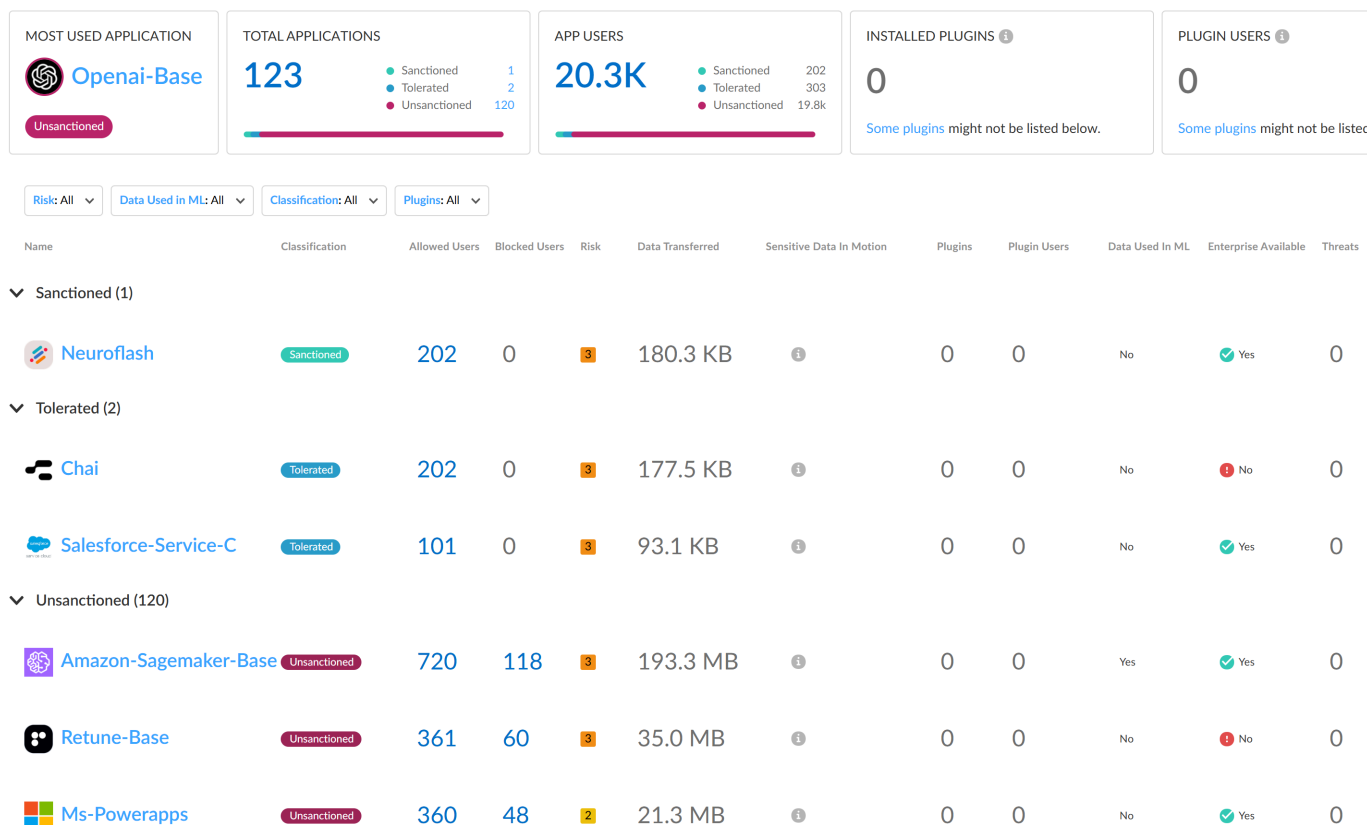 MOST USED APPLICATION
Openai-Base
Unsanctioned
TOTAL APPLICATIONS
123
Sanctioned 1
Tolerated 2
Unsanctioned 120
APP USERS
20.3K
Sanctioned 202
Tolerated 303
Unsanctioned 19.8k
INSTALLED PLUGINS
0
Some plugins might not be listed below.
PLUGIN USERS
0
Some plugins might not be listed
Risk: All
Data Used in ML: All
Classification: All
Plugins: All
Name Classification Allowed Users Blocked Users Risk Data Transferred Sensitive Data In Motion Plugins Plugin Users Data Used In ML Enterprise Available Threats
Sanctioned (1)
Neuroflash Sanctioned 202 0 3 180.3 KB 0 0 No Yes 0
Tolerated (2)
Chai Tolerated 202 0 3 177.5 KB 0 0 No No 0
Salesforce-Service-C Tolerated 101 0 3 93.1 KB 0 0 No Yes 0
Unsanctioned (120)
Amazon-Sagemaker-Base Unsanctioned 720 118 3 193.3 MB 0 0 Yes Yes 0
Retune-Base Unsanctioned 361 60 3 35.0 MB 0 0 No No 0
Ms-Powerapps Unsanctioned 360 48 2 21.3 MB 0 0 No Yes 0